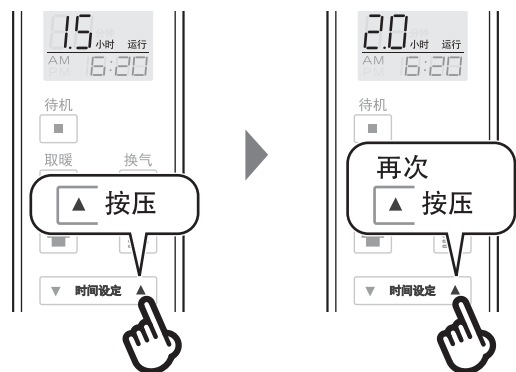 1.5 小时 运行
AM 6:20
待机
取暖 换气
▲ 按压
▼ 时间设定 ▲
2.0 小时 运行
AM 6:20
待机
再次
▲ 按压
▼ 时间设定 ▲